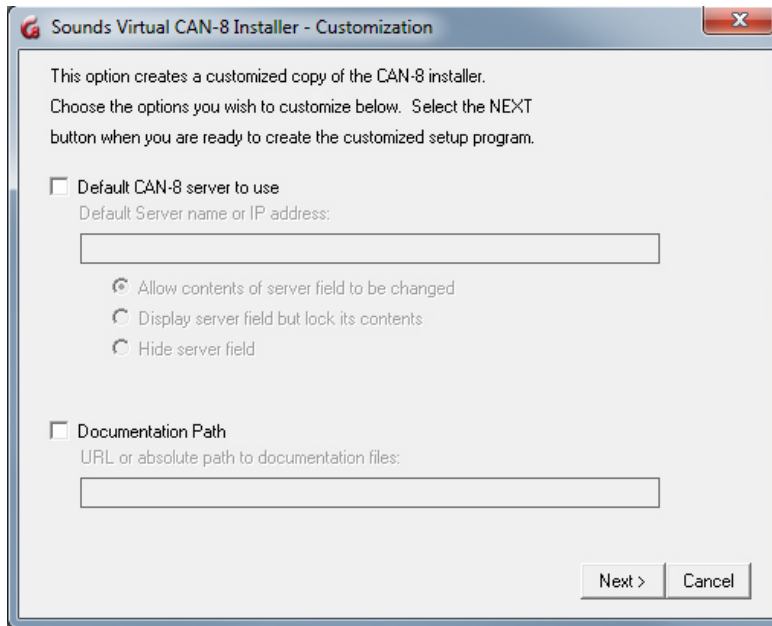 Sounds Virtual CAN-8 Installer - Customization
This option creates a customized copy of the CAN-8 installer.
Choose the options you wish to customize below. Select the NEXT
button when you are ready to create the customized setup program.
Default CAN-8 server to use
Default Server name or IP address:
Allow contents of server field to be changed
Display server field but lock its contents
Hide server field
Documentation Path
URL or absolute path to documentation files:
Next > Cancel